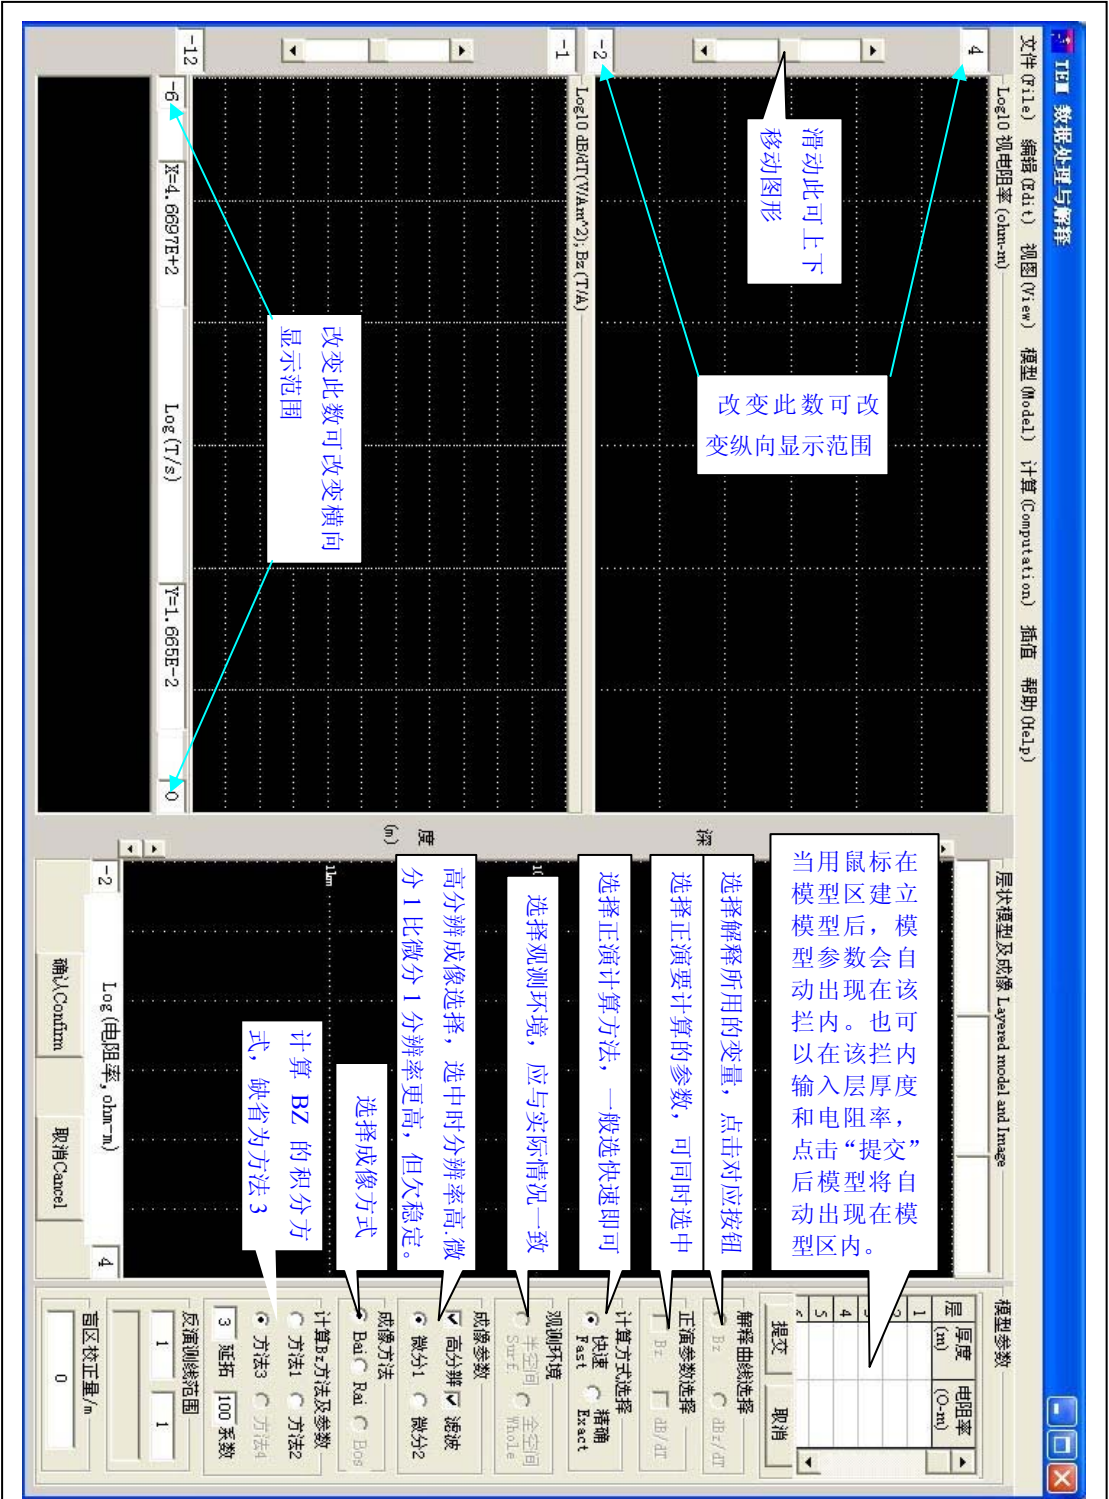 TEM 数据处理与解释
文件(File) 编辑(Edit) 视图(View) 模型(Model) 计算(Computation) 插值 帮助(Help)
Log10 视电阻率(ohm-m)
4
滑动此可上下
移动图形
改变此数可改
变纵向显示范围
-2
Log10 dB/dT(V/Am^2); Bz(T/A)
-1
改变此数可改变横向
显示范围
-12
-6
X=4.6697E+2
Log(T/s)
Y=1.665E-2
0
层状模型及成像 Layered model and Image
深
度
(m)
10
1km
当用鼠标在
模型区建立
模型后，模
型参数会自
动出现在该
拦内。也可
以在该拦内
输入层厚度
和电阻率，
点击“提交”
后模型将自
动出现在模
型区内。
选择解释所用的变量，点击对应按钮
选择正演要计算的参数，可同时选中
选择正演计算方法，一般选快速即可
选择观测环境，应与实际情况一致
高分辨成像选择，选中时分辨率高.微
分 1 比微分 1 分辨率更高，但欠稳定。
选择成像方式
计算 BZ 的积分方
式，缺省为方法 3
-2
Log(电阻率, ohm-m)
4
确认Confirm
取消Cancel
模型参数
层 厚度(m) 电阻率(O-m)
1
2
4
5
提交
取消
解释曲线选择
Bz
dBz/dT
正演参数选择
Bz
dB/dT
计算方式选择
快速 Fast
精确 Exact
观测环境
半空间 Surf.
全空间 Whole
成像参数
高分辨
滤波
微分1
微分2
成像方法
Bai
Rai
Bos
计算Bz方法及参数
方法1
方法2
方法3
方法4
3 延拓 100 系数
反演测线范围
1
1
盲区校正量/m
0